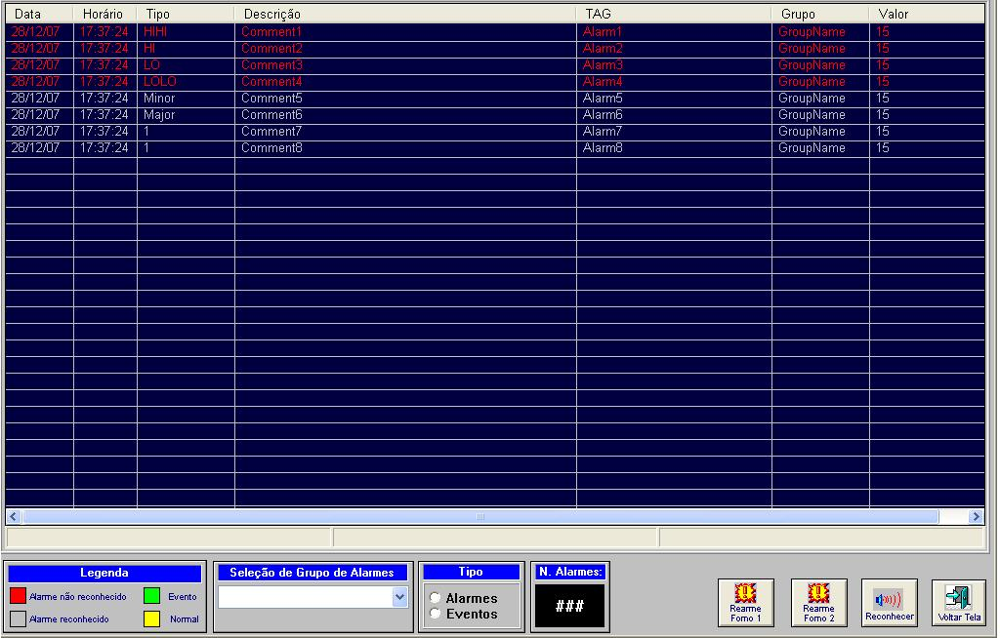 Data Horário Tipo Descrição TAG Grupo Valor
28/12/07 17:37:24 HIHI Comment1 Alarm1 GroupName 15
28/12/07 17:37:24 HI Comment2 Alarm2 GroupName 15
28/12/07 17:37:24 LO Comment3 Alarm3 GroupName 15
28/12/07 17:37:24 LOLO Comment4 Alarm4 GroupName 15
28/12/07 17:37:24 Minor Comment5 Alarm5 GroupName 15
28/12/07 17:37:24 Major Comment6 Alarm6 GroupName 15
28/12/07 17:37:24 1 Comment7 Alarm7 GroupName 15
28/12/07 17:37:24 1 Comment8 Alarm8 GroupName 15
Legenda
Alarme não reconhecido Evento
Alarme reconhecido Normal
Seleção de Grupo de Alarmes
Tipo
Alarmes
Eventos
N. Alarmes:
###
Rearme
Forno 1
Rearme
Forno 2
Reconhecer
Voltar Tela